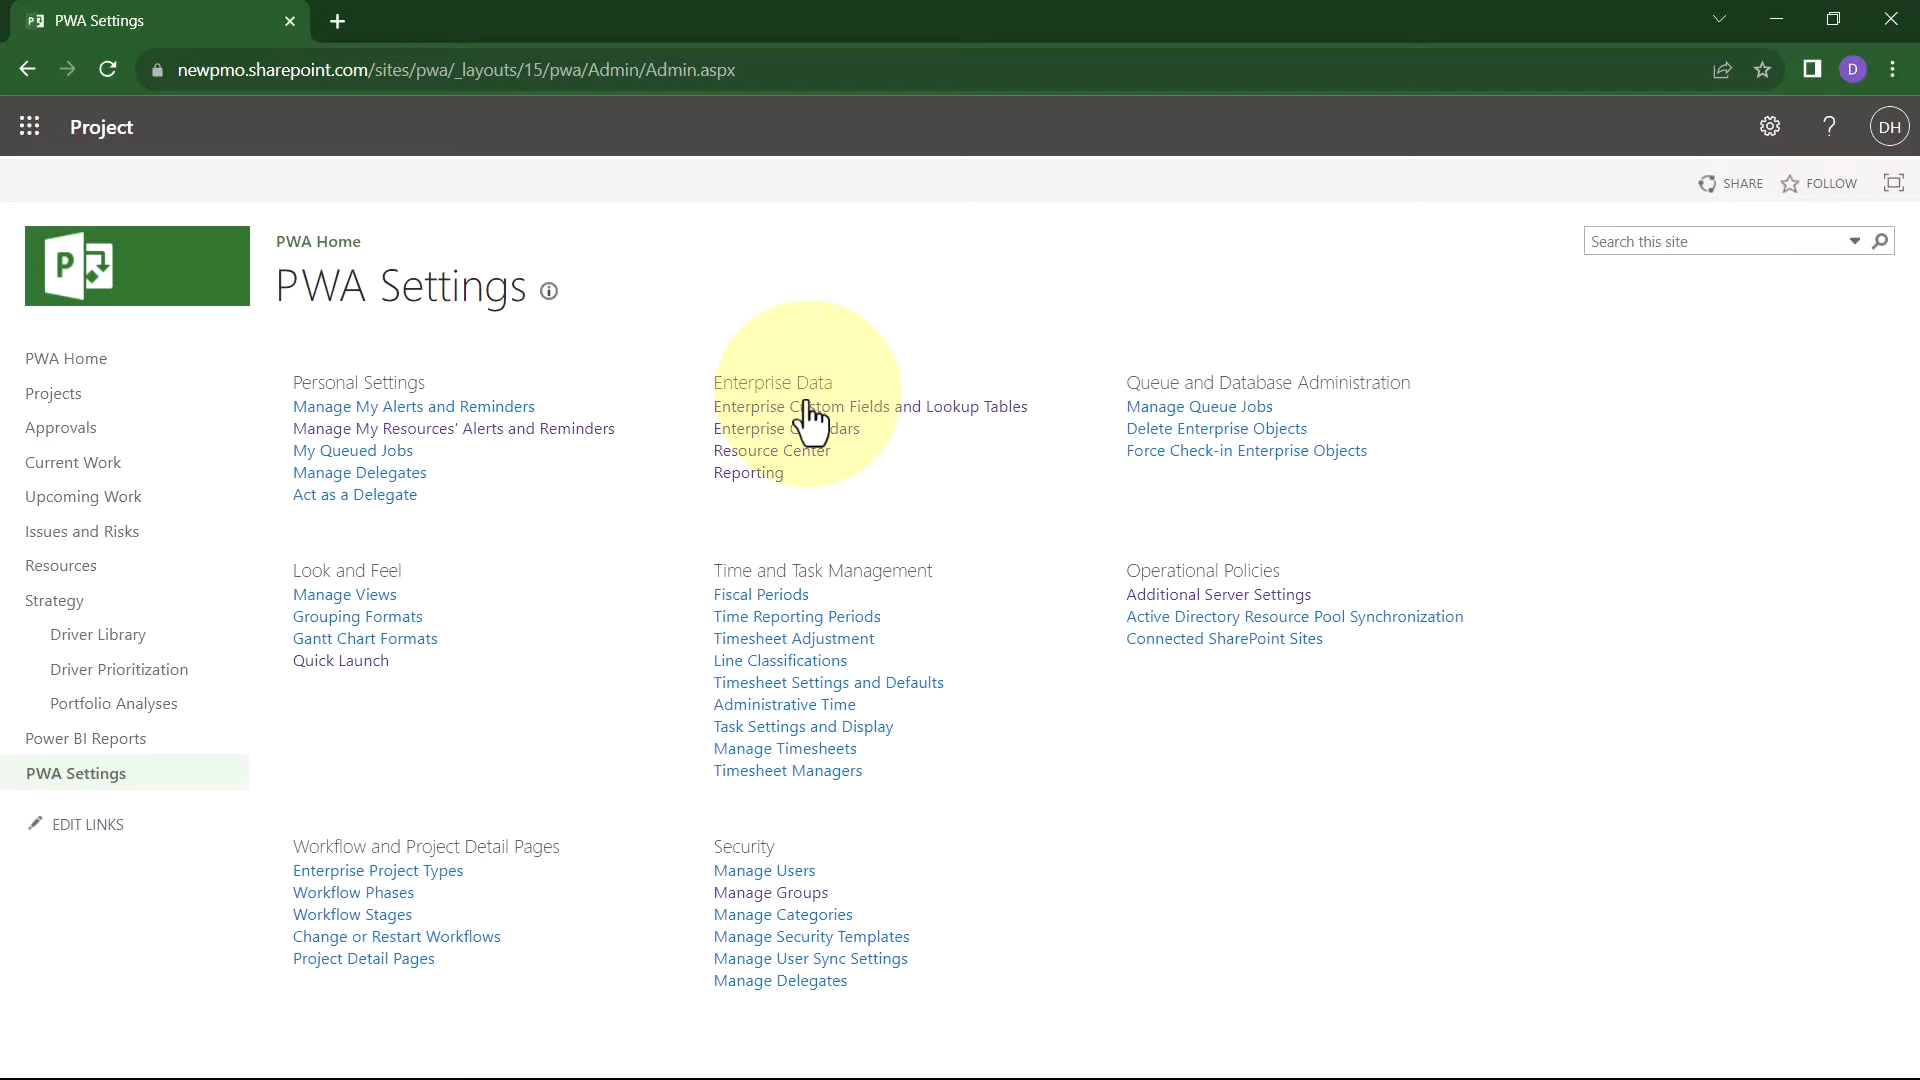 PWA Settings
newpmo.sharepoint.com/sites/pwa/_layouts/15/pwa/Admin/Admin.aspx
D
Project
?
DH
SHARE
FOLLOW
P
PWA Home
PWA Settings
Search this site
PWA Home
Projects
Approvals
Current Work
Upcoming Work
Issues and Risks
Resources
Strategy
Driver Library
Driver Prioritization
Portfolio Analyses
Power BI Reports
PWA Settings
EDIT LINKS
Personal Settings
Manage My Alerts and Reminders
Manage My Resources' Alerts and Reminders
My Queued Jobs
Manage Delegates
Act as a Delegate
Enterprise Data
Enterprise Custom Fields and Lookup Tables
Enterprise Calendars
Resource Center
Reporting
Queue and Database Administration
Manage Queue Jobs
Delete Enterprise Objects
Force Check-in Enterprise Objects
Look and Feel
Manage Views
Grouping Formats
Gantt Chart Formats
Quick Launch
Time and Task Management
Fiscal Periods
Time Reporting Periods
Timesheet Adjustment
Line Classifications
Timesheet Settings and Defaults
Administrative Time
Task Settings and Display
Manage Timesheets
Timesheet Managers
Operational Policies
Additional Server Settings
Active Directory Resource Pool Synchronization
Connected SharePoint Sites
Workflow and Project Detail Pages
Enterprise Project Types
Workflow Phases
Workflow Stages
Change or Restart Workflows
Project Detail Pages
Security
Manage Users
Manage Groups
Manage Categories
Manage Security Templates
Manage User Sync Settings
Manage Delegates